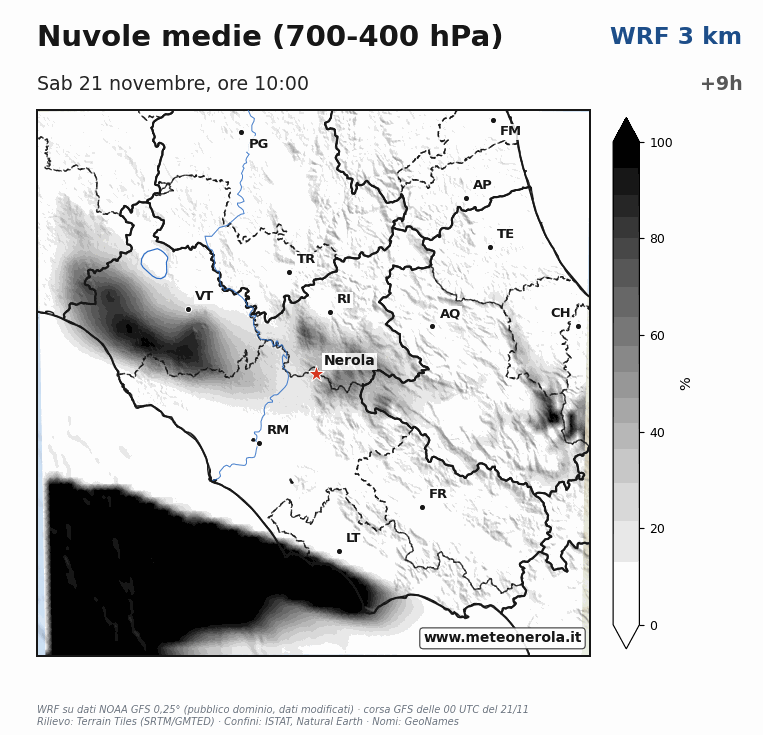 Nuvole medie (700-400 hPa)
WRF 3 km
Sab 21 novembre, ore 10:00
+9h
FM
PG
AP
TE
TR
VT
RI
AQ
CH.
Nerola
RM
FR
LT
www.meteonerola.it
100
80
60
40
20
0
%
WRF su dati NOAA GFS 0,25° (pubblico dominio, dati modificati) · corsa GFS delle 00 UTC del 21/11
Rilievo: Terrain Tiles (SRTM/GMTED) · Confini: ISTAT, Natural Earth · Nomi: GeoNames